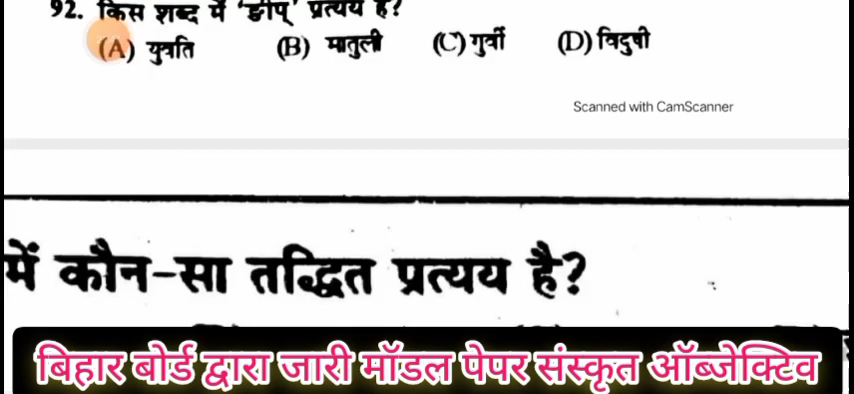 92. किस शब्द में 'ङीप्' प्रत्यय है?
(A) युवति (B) मातुली (C) गुर्वी (D) विदुषी
Scanned with CamScanner
में कौन-सा तद्धित प्रत्यय है?
बिहार बोर्ड द्वारा जारी मॉडल पेपर संस्कृत ऑब्जेक्टिव